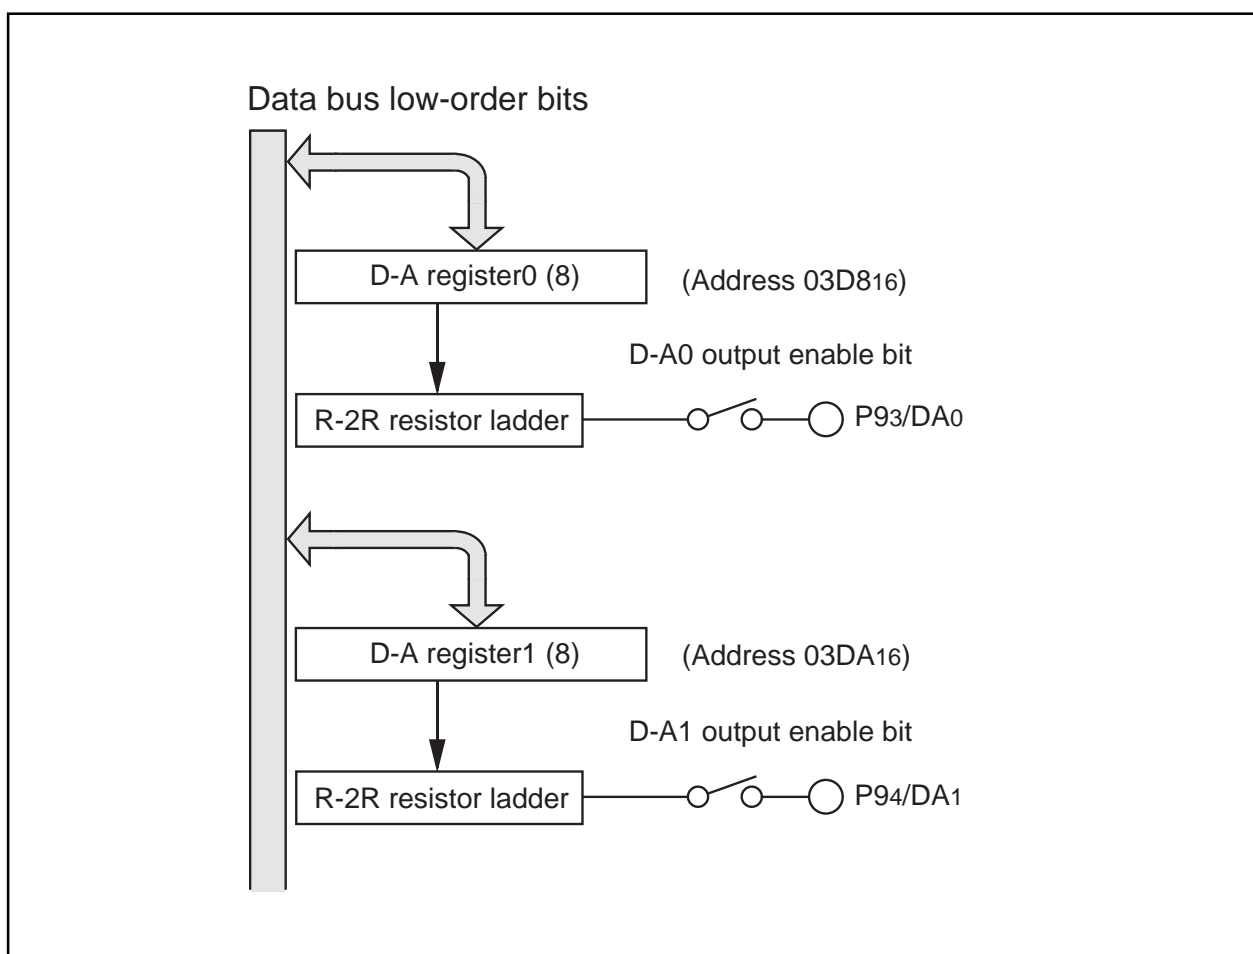 Data bus low-order bits
D-A register0 (8)
(Address 03D816)
D-A0 output enable bit
R-2R resistor ladder
P93/DA0
D-A register1 (8)
(Address 03DA16)
D-A1 output enable bit
R-2R resistor ladder
P94/DA1